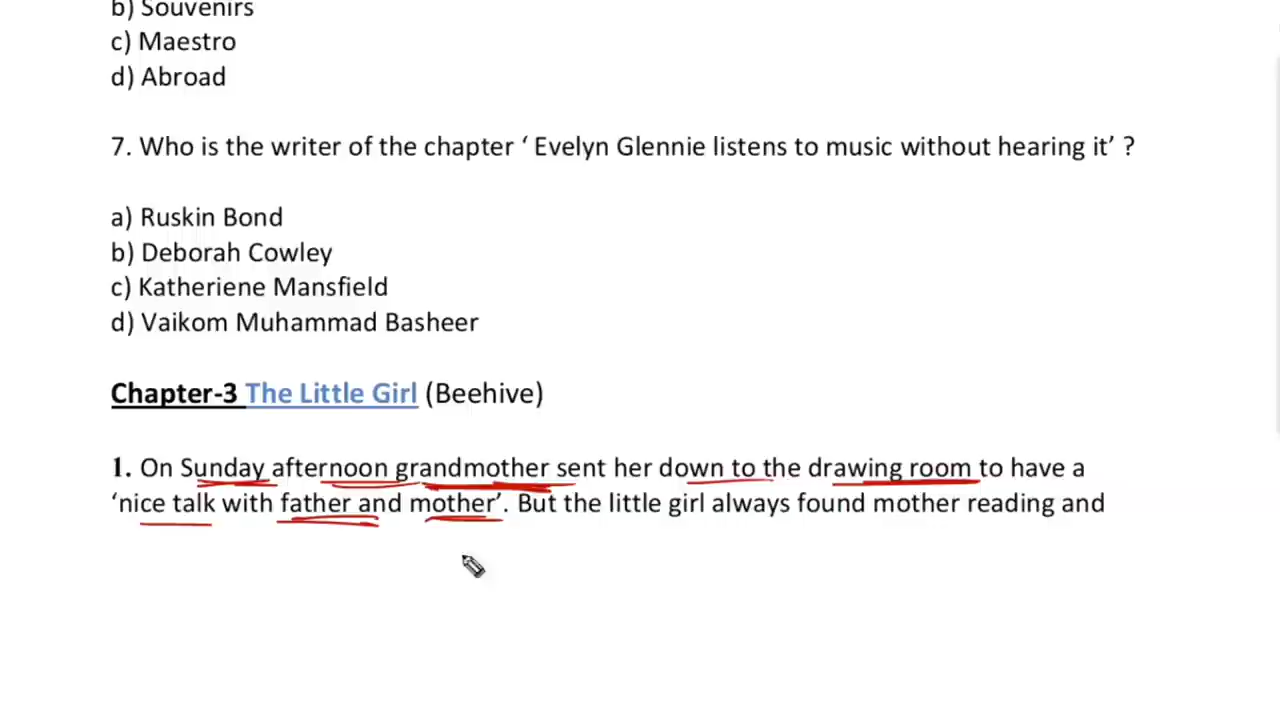 b) Souvenirs
c) Maestro
d) Abroad
7. Who is the writer of the chapter ‘ Evelyn Glennie listens to music without hearing it’ ?
a) Ruskin Bond
b) Deborah Cowley
c) Katheriene Mansfield
d) Vaikom Muhammad Basheer
Chapter-3 The Little Girl (Beehive)
1. On Sunday afternoon grandmother sent her down to the drawing room to have a
‘nice talk with father and mother’. But the little girl always found mother reading and